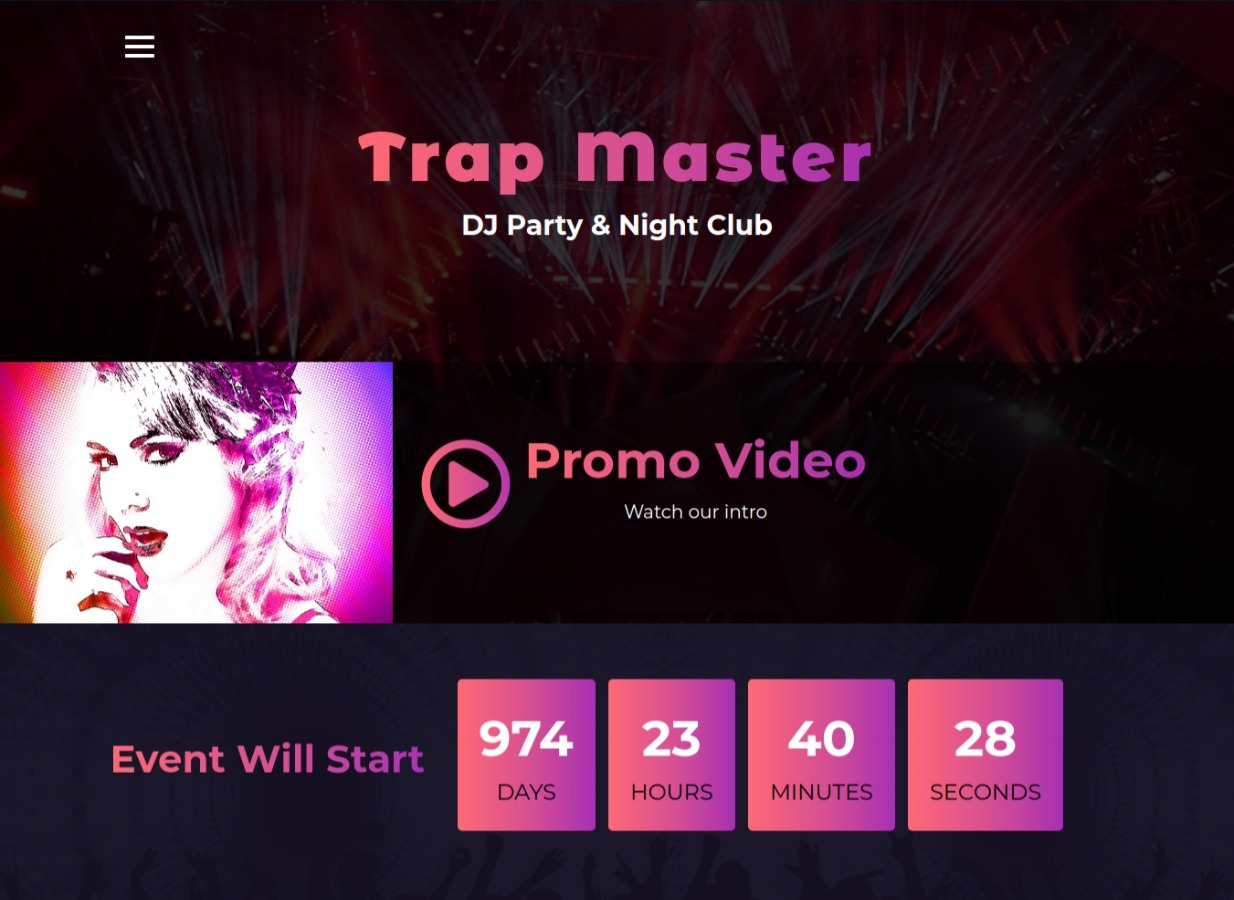 Trap Master
DJ Party & Night Club
Promo Video
Watch our intro
Event Will Start
974
DAYS
23
HOURS
40
MINUTES
28
SECONDS